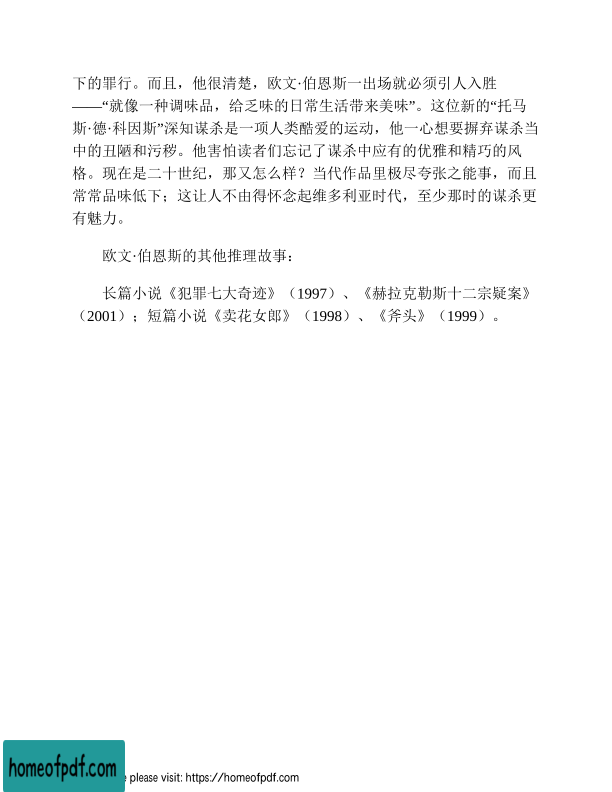 下的罪行。而且，他很清楚，欧文·伯恩斯一出场就必须引人入胜
——“就像一种调味品，给乏味的日常生活带来美味”。这位新的“托马
斯·德·科因斯”深知谋杀是一项人类酷爱的运动，他一心想要摒弃谋杀当
中的丑陋和污秽。他害怕读者们忘记了谋杀中应有的优雅和精巧的风
格。现在是二十世纪，那又怎么样？当代作品里极尽夸张之能事，而且
常常品味低下；这让人不由得怀念起维多利亚时代，至少那时的谋杀更
有魅力。
欧文·伯恩斯的其他推理故事：
长篇小说《犯罪七大奇迹》（1997）、《赫拉克勒斯十二宗疑案》
（2001）；短篇小说《卖花女郎》（1998）、《斧头》（1999）。
homeofpdf.com
e please visit: https://homeofpdf.com